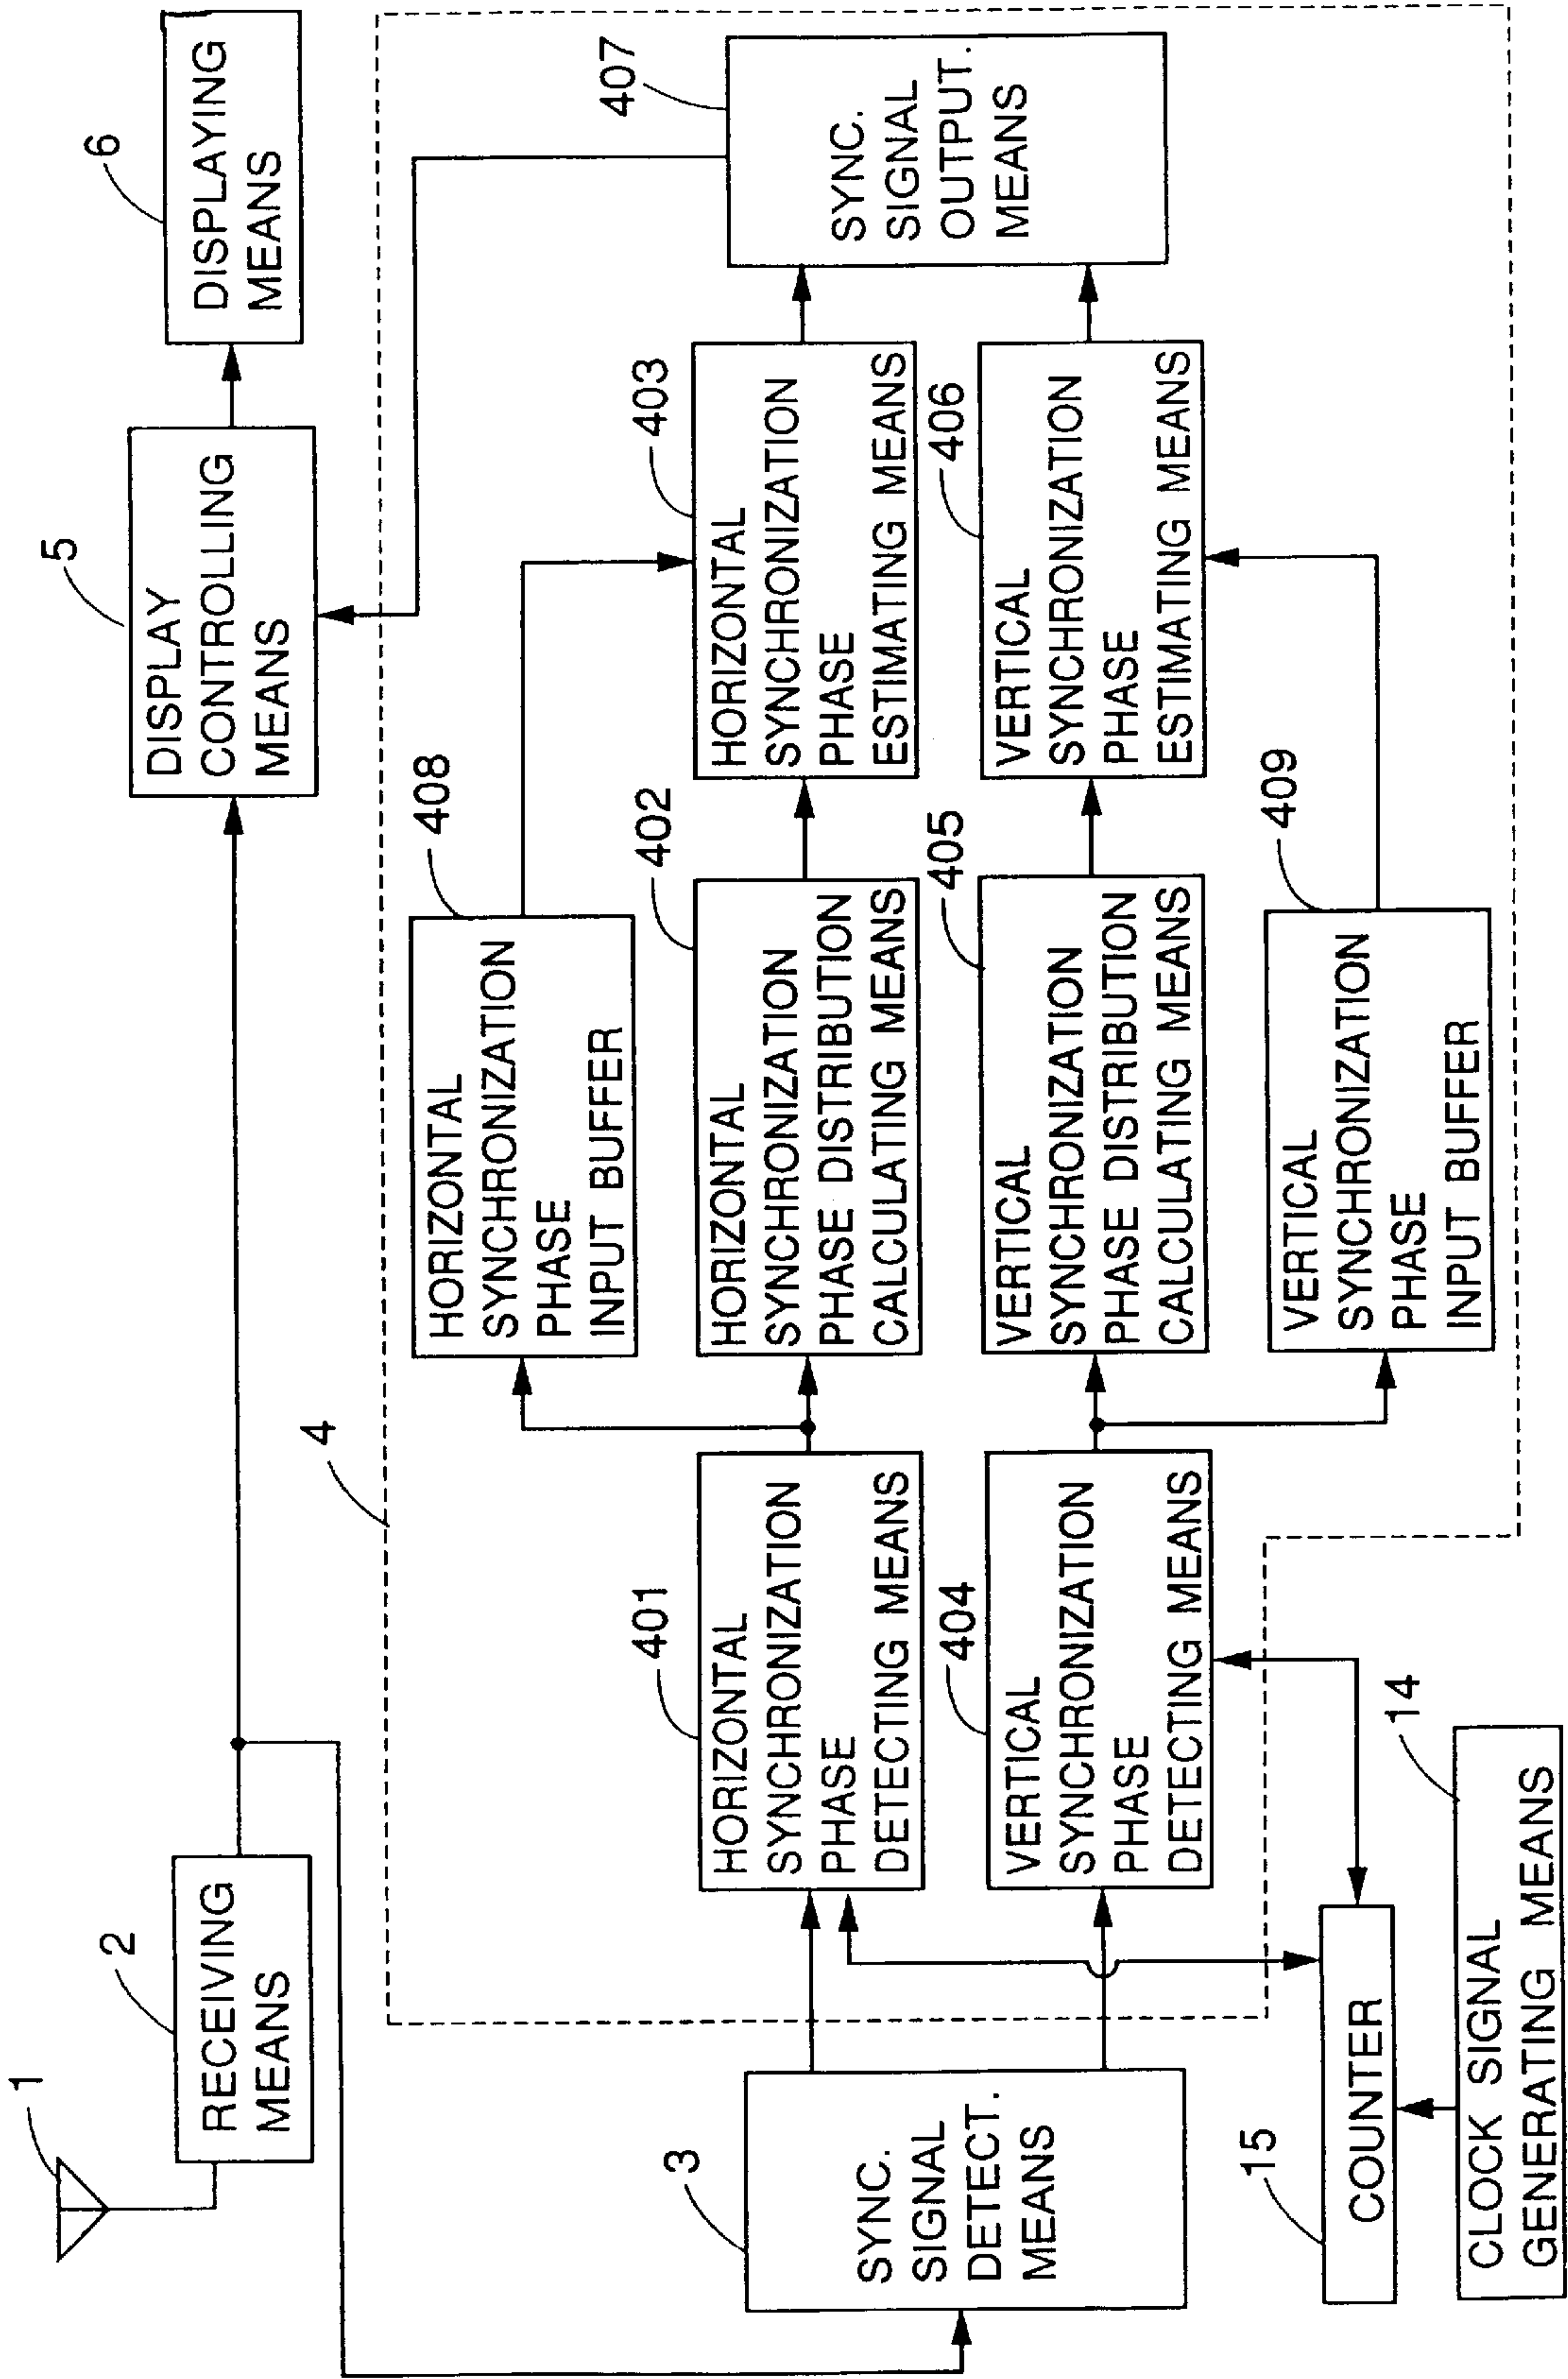 1
2
RECEIVING
MEANS
5
DISPLAY
CONTROLLING
MEANS
6
DISPLAYING
MEANS
4
3
SYNC.
SIGNAL
DETECT.
MEANS
401
HORIZONTAL
SYNCHRONIZATION
PHASE
DETECTING MEANS
408
HORIZONTAL
SYNCHRONIZATION
PHASE
INPUT BUFFER
402
HORIZONTAL
SYNCHRONIZATION
PHASE DISTRIBUTION
CALCULATING MEANS
403
HORIZONTAL
SYNCHRONIZATION
PHASE
ESTIMATING MEANS
407
SYNC.
SIGNAL
OUTPUT.
MEANS
404
VERTICAL
SYNCHRONIZATION
PHASE
DETECTING MEANS
405
VERTICAL
SYNCHRONIZATION
PHASE DISTRIBUTION
CALCULATING MEANS
406
VERTICAL
SYNCHRONIZATION
PHASE
ESTIMATING MEANS
409
VERTICAL
SYNCHRONIZATION
PHASE
INPUT BUFFER
15
COUNTER
14
CLOCK SIGNAL
GENERATING MEANS